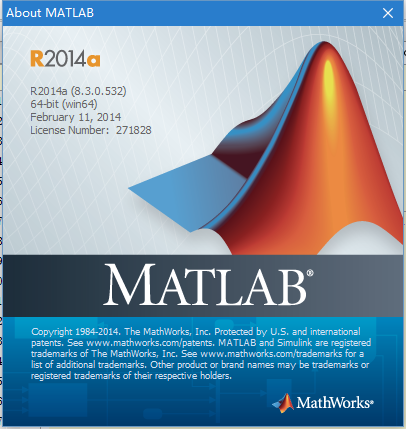 About MATLAB
R2014a
R2014a (8.3.0.532)
64-bit (win64)
February 11, 2014
License Number: 271828
MATLAB®
Copyright 1984-2014. The MathWorks, Inc. Protected by U.S. and international
patents. See www.mathworks.com/patents. MATLAB and Simulink are registered
trademarks of The MathWorks, Inc. See www.mathworks.com/trademarks for a
list of additional trademarks. Other product or brand names may be trademarks or
registered trademarks of their respective holders.
MathWorks®